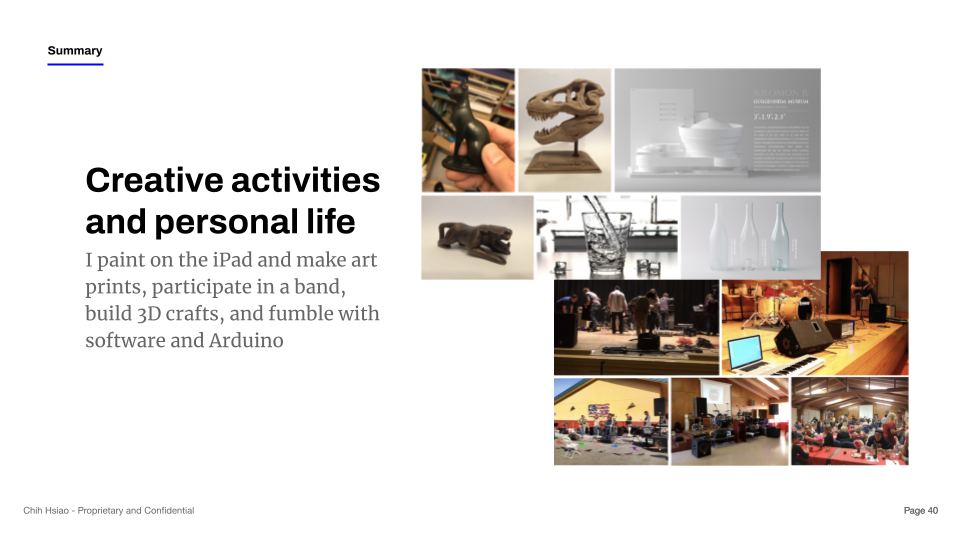 Summary
Creative activities
and personal life
I paint on the iPad and make art
prints, participate in a band,
build 3D crafts, and fumble with
software and Arduino
Chih Hsiao - Proprietary and Confidential
Page 40